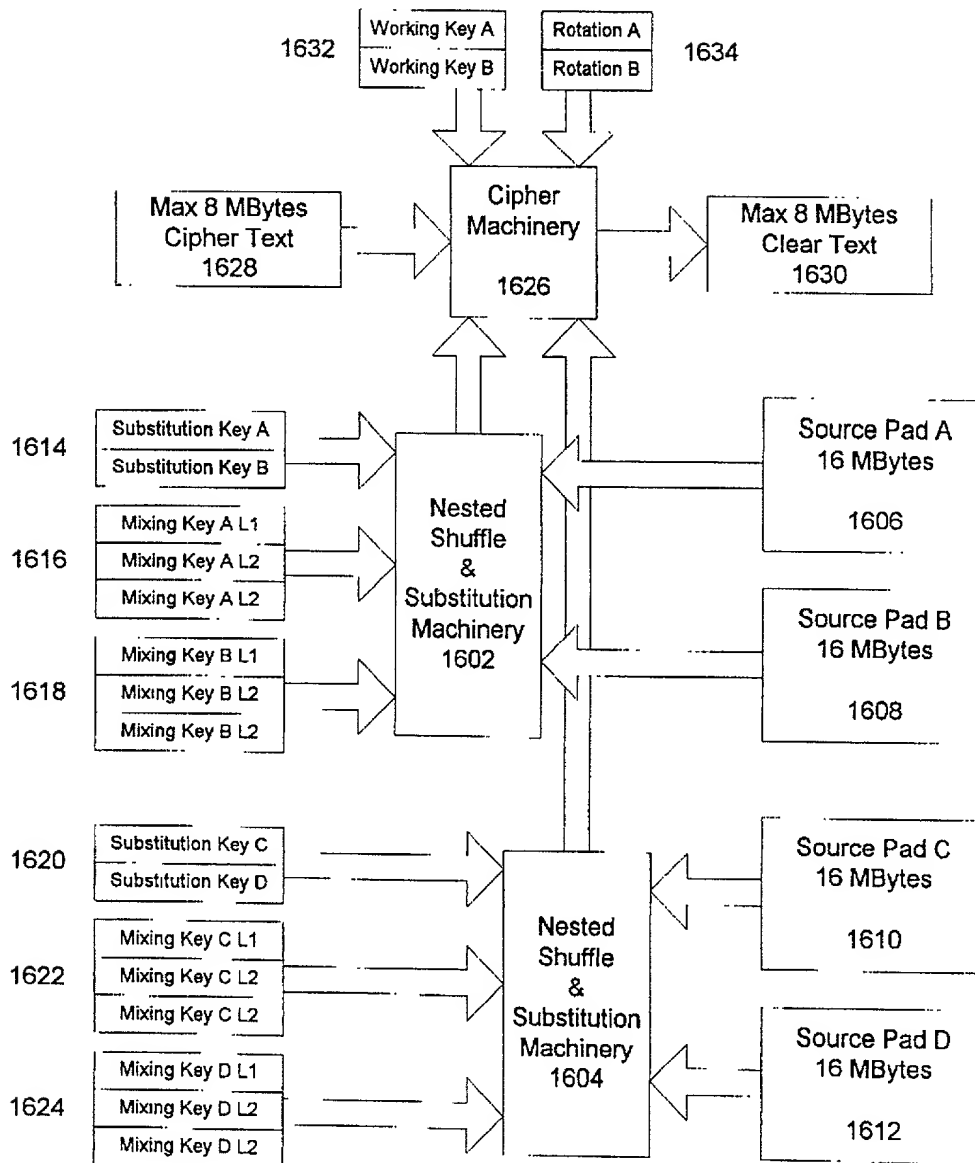 1632
Working Key A
Working Key B
Rotation A
Rotation B
1634
Max 8 MBytes
Cipher Text
1628
Cipher
Machinery
1626
Max 8 MBytes
Clear Text
1630
1614
Substitution Key A
Substitution Key B
1616
Mixing Key A L1
Mixing Key A L2
Mixing Key A L2
1618
Mixing Key B L1
Mixing Key B L2
Mixing Key B L2
Nested
Shuffle
&
Substitution
Machinery
1602
Source Pad A
16 MBytes
1606
Source Pad B
16 MBytes
1608
1620
Substitution Key C
Substitution Key D
1622
Mixing Key C L1
Mixing Key C L2
Mixing Key C L2
1624
Mixing Key D L1
Mixing Key D L2
Mixing Key D L2
Nested
Shuffle
&
Substitution
Machinery
1604
Source Pad C
16 MBytes
1610
Source Pad D
16 MBytes
1612